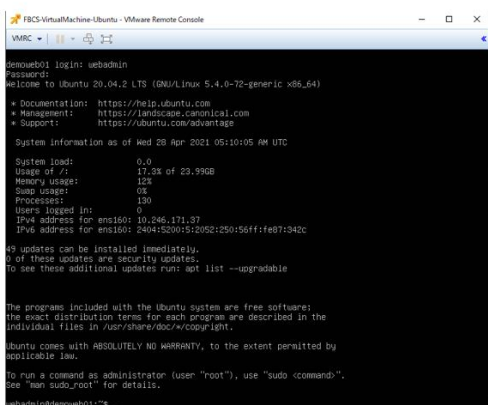 FBCS-VirtualMachine-Ubuntu - VMware Remote Console
VMRC
demoweb01 login: webadmin
Password:
Welcome to Ubuntu 20.04.2 LTS (GNU/Linux 5.4.0-72-generic x86_64)
* Documentation: https://help.ubuntu.com
* Management: https://landscape.canonical.com
* Support: https://ubuntu.com/advantage
System information as of Wed 28 Apr 2021 05:10:05 AM UTC
System load: 0.0
Usage of /: 17.3% of 23.99GB
Memory usage: 12%
Swap usage: 0%
Processes: 130
Users logged in: 0
IPv4 address for ens160: 10.246.171.37
IPv6 address for ens160: 2404:5200:5:2052:250:56ff:fe87:342c
49 updates can be installed immediately.
0 of these updates are security updates.
To see these additional updates run: apt list --upgradable
The programs included with the Ubuntu system are free software;
the exact distribution terms for each program are described in the
individual files in /usr/share/doc/*/copyright.
Ubuntu comes with ABSOLUTELY NO WARRANTY, to the extent permitted by
applicable law.
To run a command as administrator (user "root"), use "sudo <command>".
See "man sudo_root" for details.
webadmin@demoweb01:~$